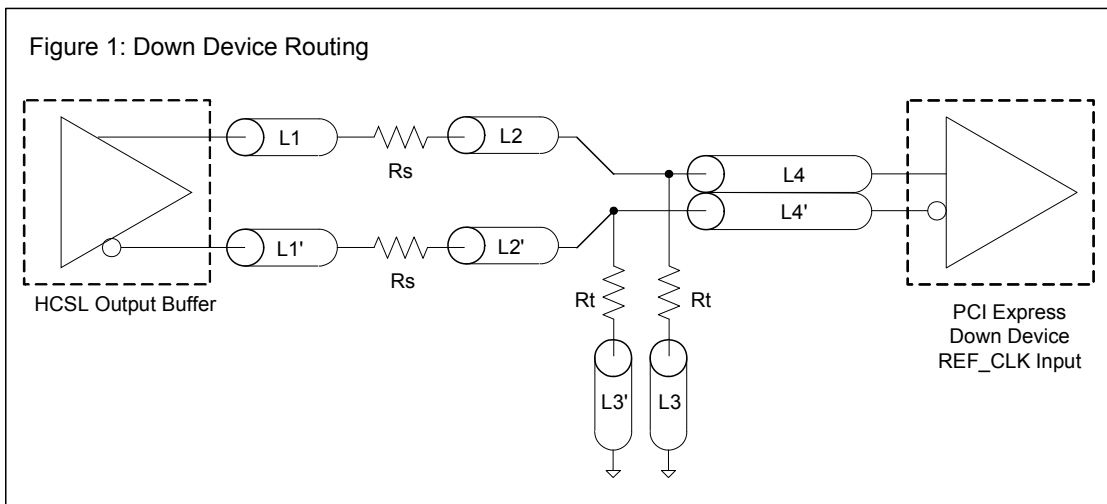 Figure 1: Down Device Routing
L1
Rs
L2
L4
L4'
L1'
Rs
L2'
HCSL Output Buffer
Rt
Rt
L3'
L3
PCI Express
Down Device
REF_CLK Input